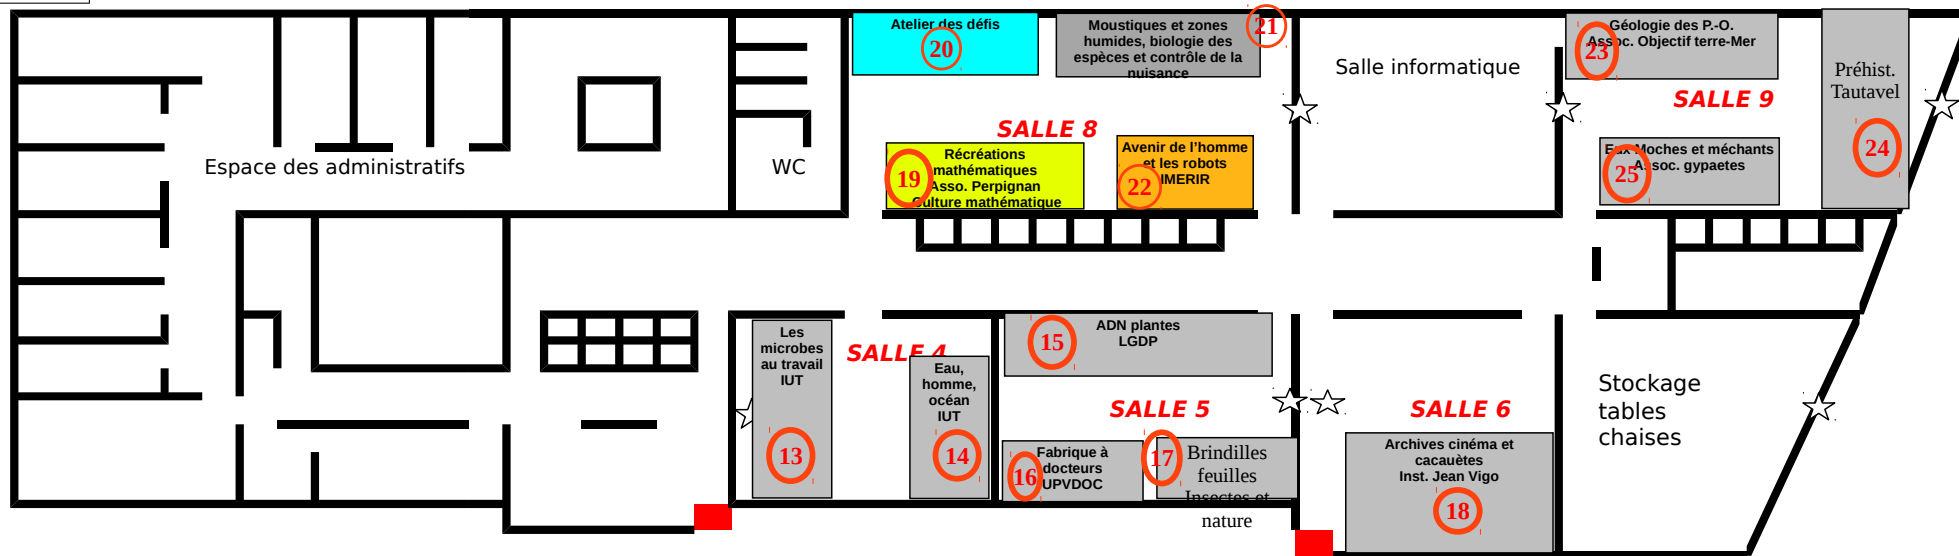 Atelier des défis
20
Moustiques et zones
humides, biologie des
espèces et contrôle de la
nuisance
21
Salle informatique
Géologie des P.-O.
Assoc. Objectif terre-Mer
23
SALLE 9
Préhist.
Tautavel
24
Espace des administratifs
WC
SALLE 8
Récréations
mathématiques
Asso. Perpignan
Culture mathématique
19
Avenir de l’homme
et les robots
IMERIR
22
Eux Moches et méchants
Assoc. gypaetes
25
Les
microbes
au travail
IUT
13
SALLE 4
Eau,
homme,
océan
IUT
14
ADN plantes
LGDP
15
SALLE 5
Fabrique à
docteurs
UPVDOC
16
17
Brindilles
feuilles
Insectes et
nature
SALLE 6
Archives cinéma et
cacauètes
Inst. Jean Vigo
18
Stockage
tables
chaises